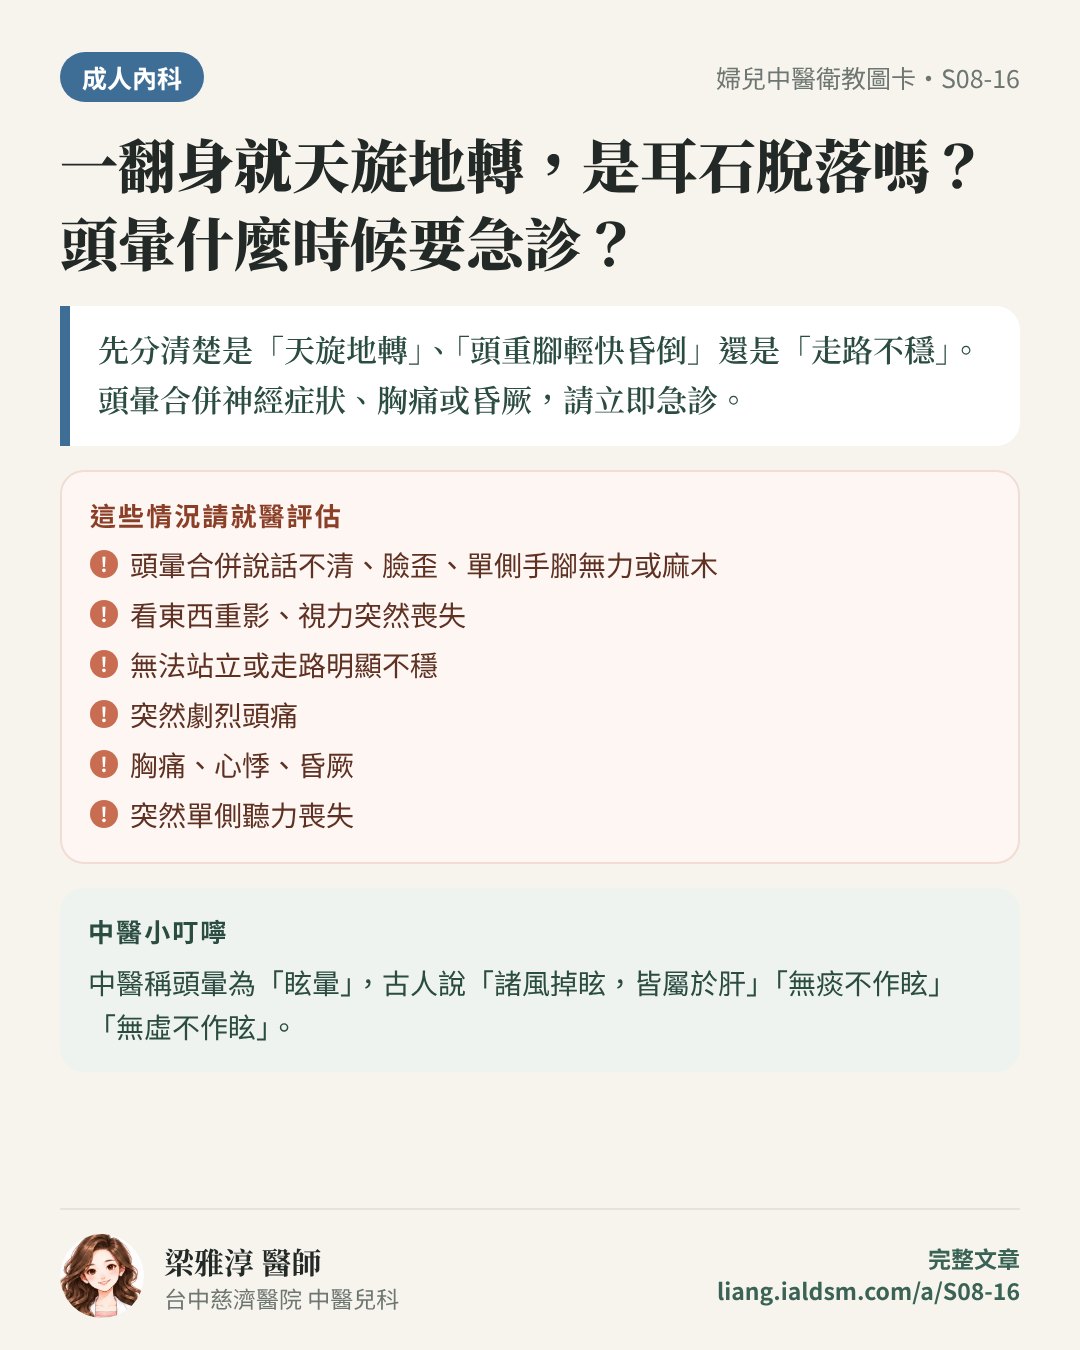 成人內科
婦兒中醫衛教圖卡・S08-16
一翻身就天旋地轉，是耳石脫落嗎？
頭暈什麼時候要急診？
先分清楚是「天旋地轉」、「頭重腳輕快昏倒」還是「走路不穩」。
頭暈合併神經症狀、胸痛或昏厥，請立即急診。
這些情況請就醫評估
! 頭暈合併說話不清、臉歪、單側手腳無力或麻木
! 看東西重影、視力突然喪失
! 無法站立或走路明顯不穩
! 突然劇烈頭痛
! 胸痛、心悸、昏厥
! 突然單側聽力喪失
中醫小叮嚀
中醫稱頭暈為「眩暈」，古人說「諸風掉眩，皆屬於肝」「無痰不作眩」
「無虛不作眩」。
梁雅淳 醫師
台中慈濟醫院 中醫兒科
完整文章
liang.ialdsm.com/a/S08-16